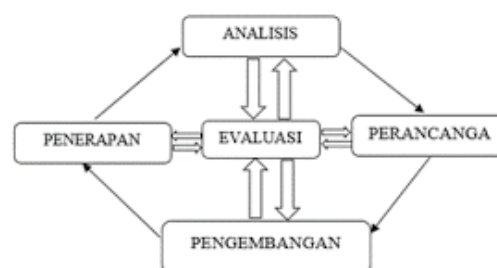 ANALISIS
PENERAPAN
EVALUASI
PERANCANGA
PENGEMBANGAN